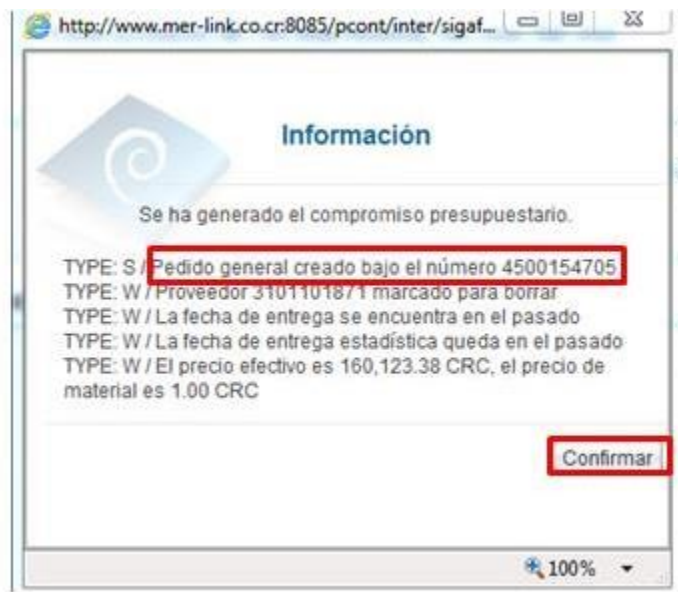 http://www.mer-link.co.cr:8085/pcont/inter/sigaf...
Información
Se ha generado el compromiso presupuestario.
TYPE: S / Pedido general creado bajo el número 4500154705
TYPE: W / Proveedor 3101101871 marcado para borrar
TYPE: W / La fecha de entrega se encuentra en el pasado
TYPE: W / La fecha de entrega estadística queda en el pasado
TYPE: W / El precio efectivo es 160,123.38 CRC, el precio de
material es 1.00 CRC
Confirmar
100%